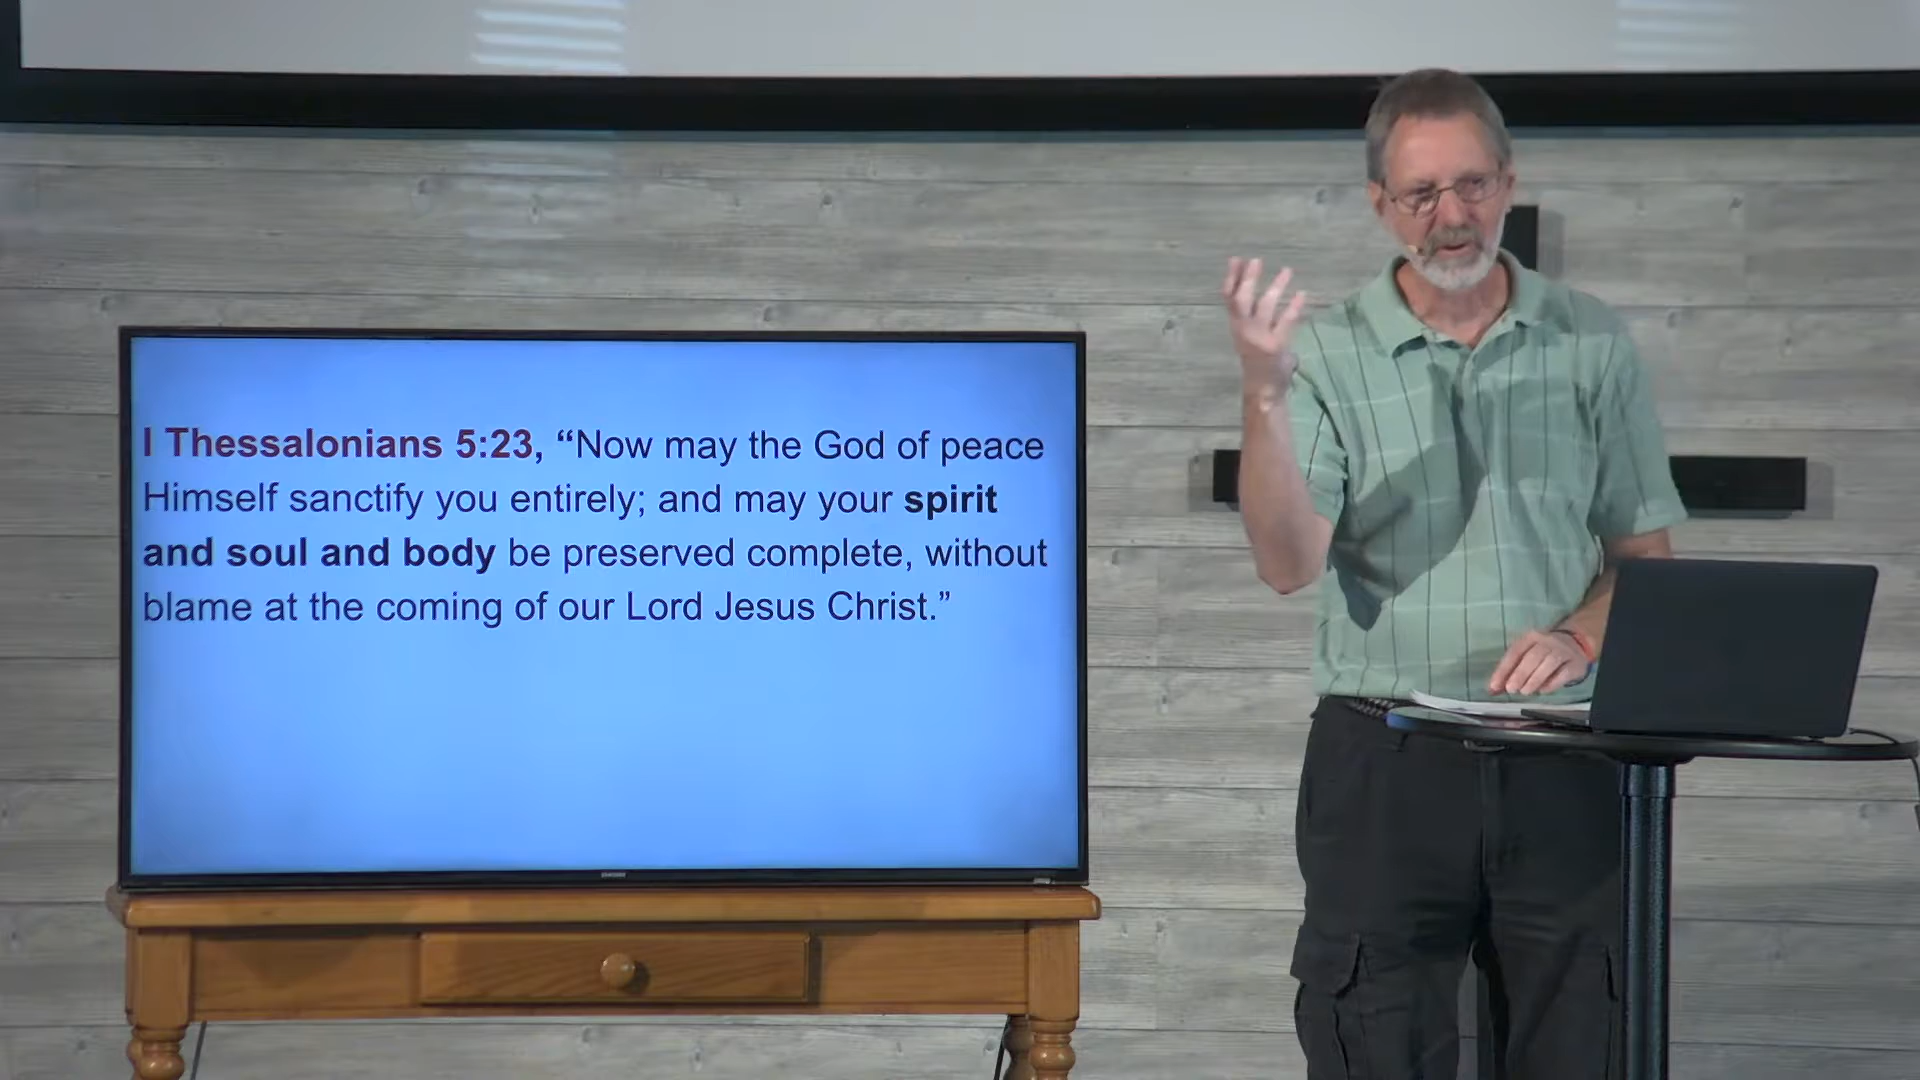 I Thessalonians 5:23, “Now may the God of peace
Himself sanctify you entirely; and may your spirit
and soul and body be preserved complete, without
blame at the coming of our Lord Jesus Christ.”